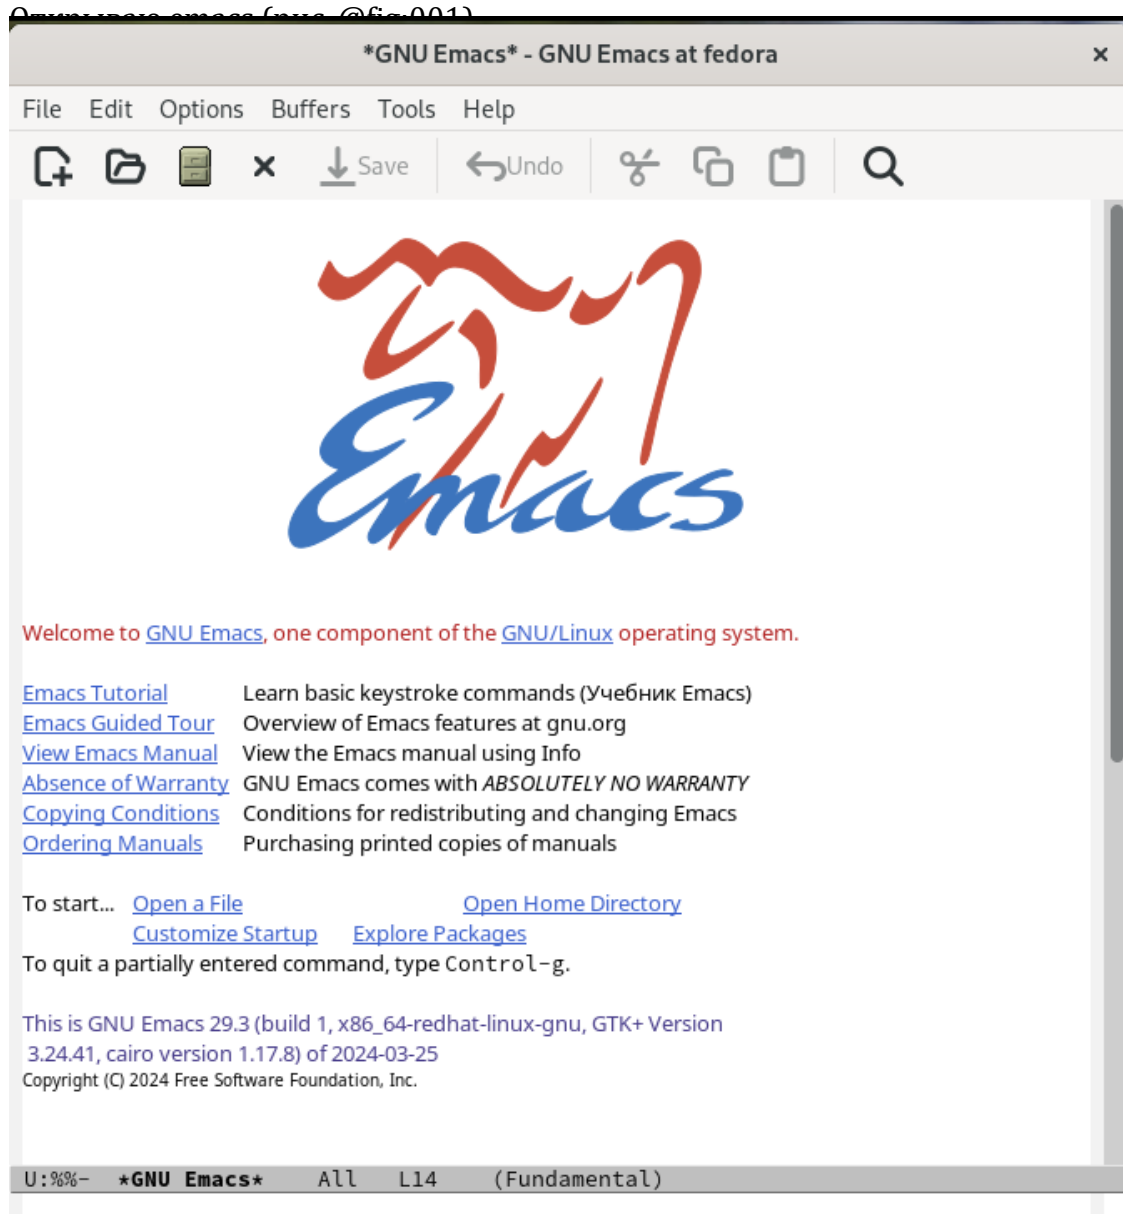 Открываю emacs (рис. @fig:001)
*GNU Emacs* - GNU Emacs at fedora
File Edit Options Buffers Tools Help
Save Undo
Emacs
Welcome to GNU Emacs, one component of the GNU/Linux operating system.
Emacs Tutorial Learn basic keystroke commands (Учебник Emacs)
Emacs Guided Tour Overview of Emacs features at gnu.org
View Emacs Manual View the Emacs manual using Info
Absence of Warranty GNU Emacs comes with ABSOLUTELY NO WARRANTY
Copying Conditions Conditions for redistributing and changing Emacs
Ordering Manuals Purchasing printed copies of manuals
To start... Open a File Open Home Directory
Customize Startup Explore Packages
To quit a partially entered command, type Control-g.
This is GNU Emacs 29.3 (build 1, x86_64-redhat-linux-gnu, GTK+ Version
3.24.41, cairo version 1.17.8) of 2024-03-25
Copyright (C) 2024 Free Software Foundation, Inc.
U:%%- *GNU Emacs* All L14 (Fundamental)